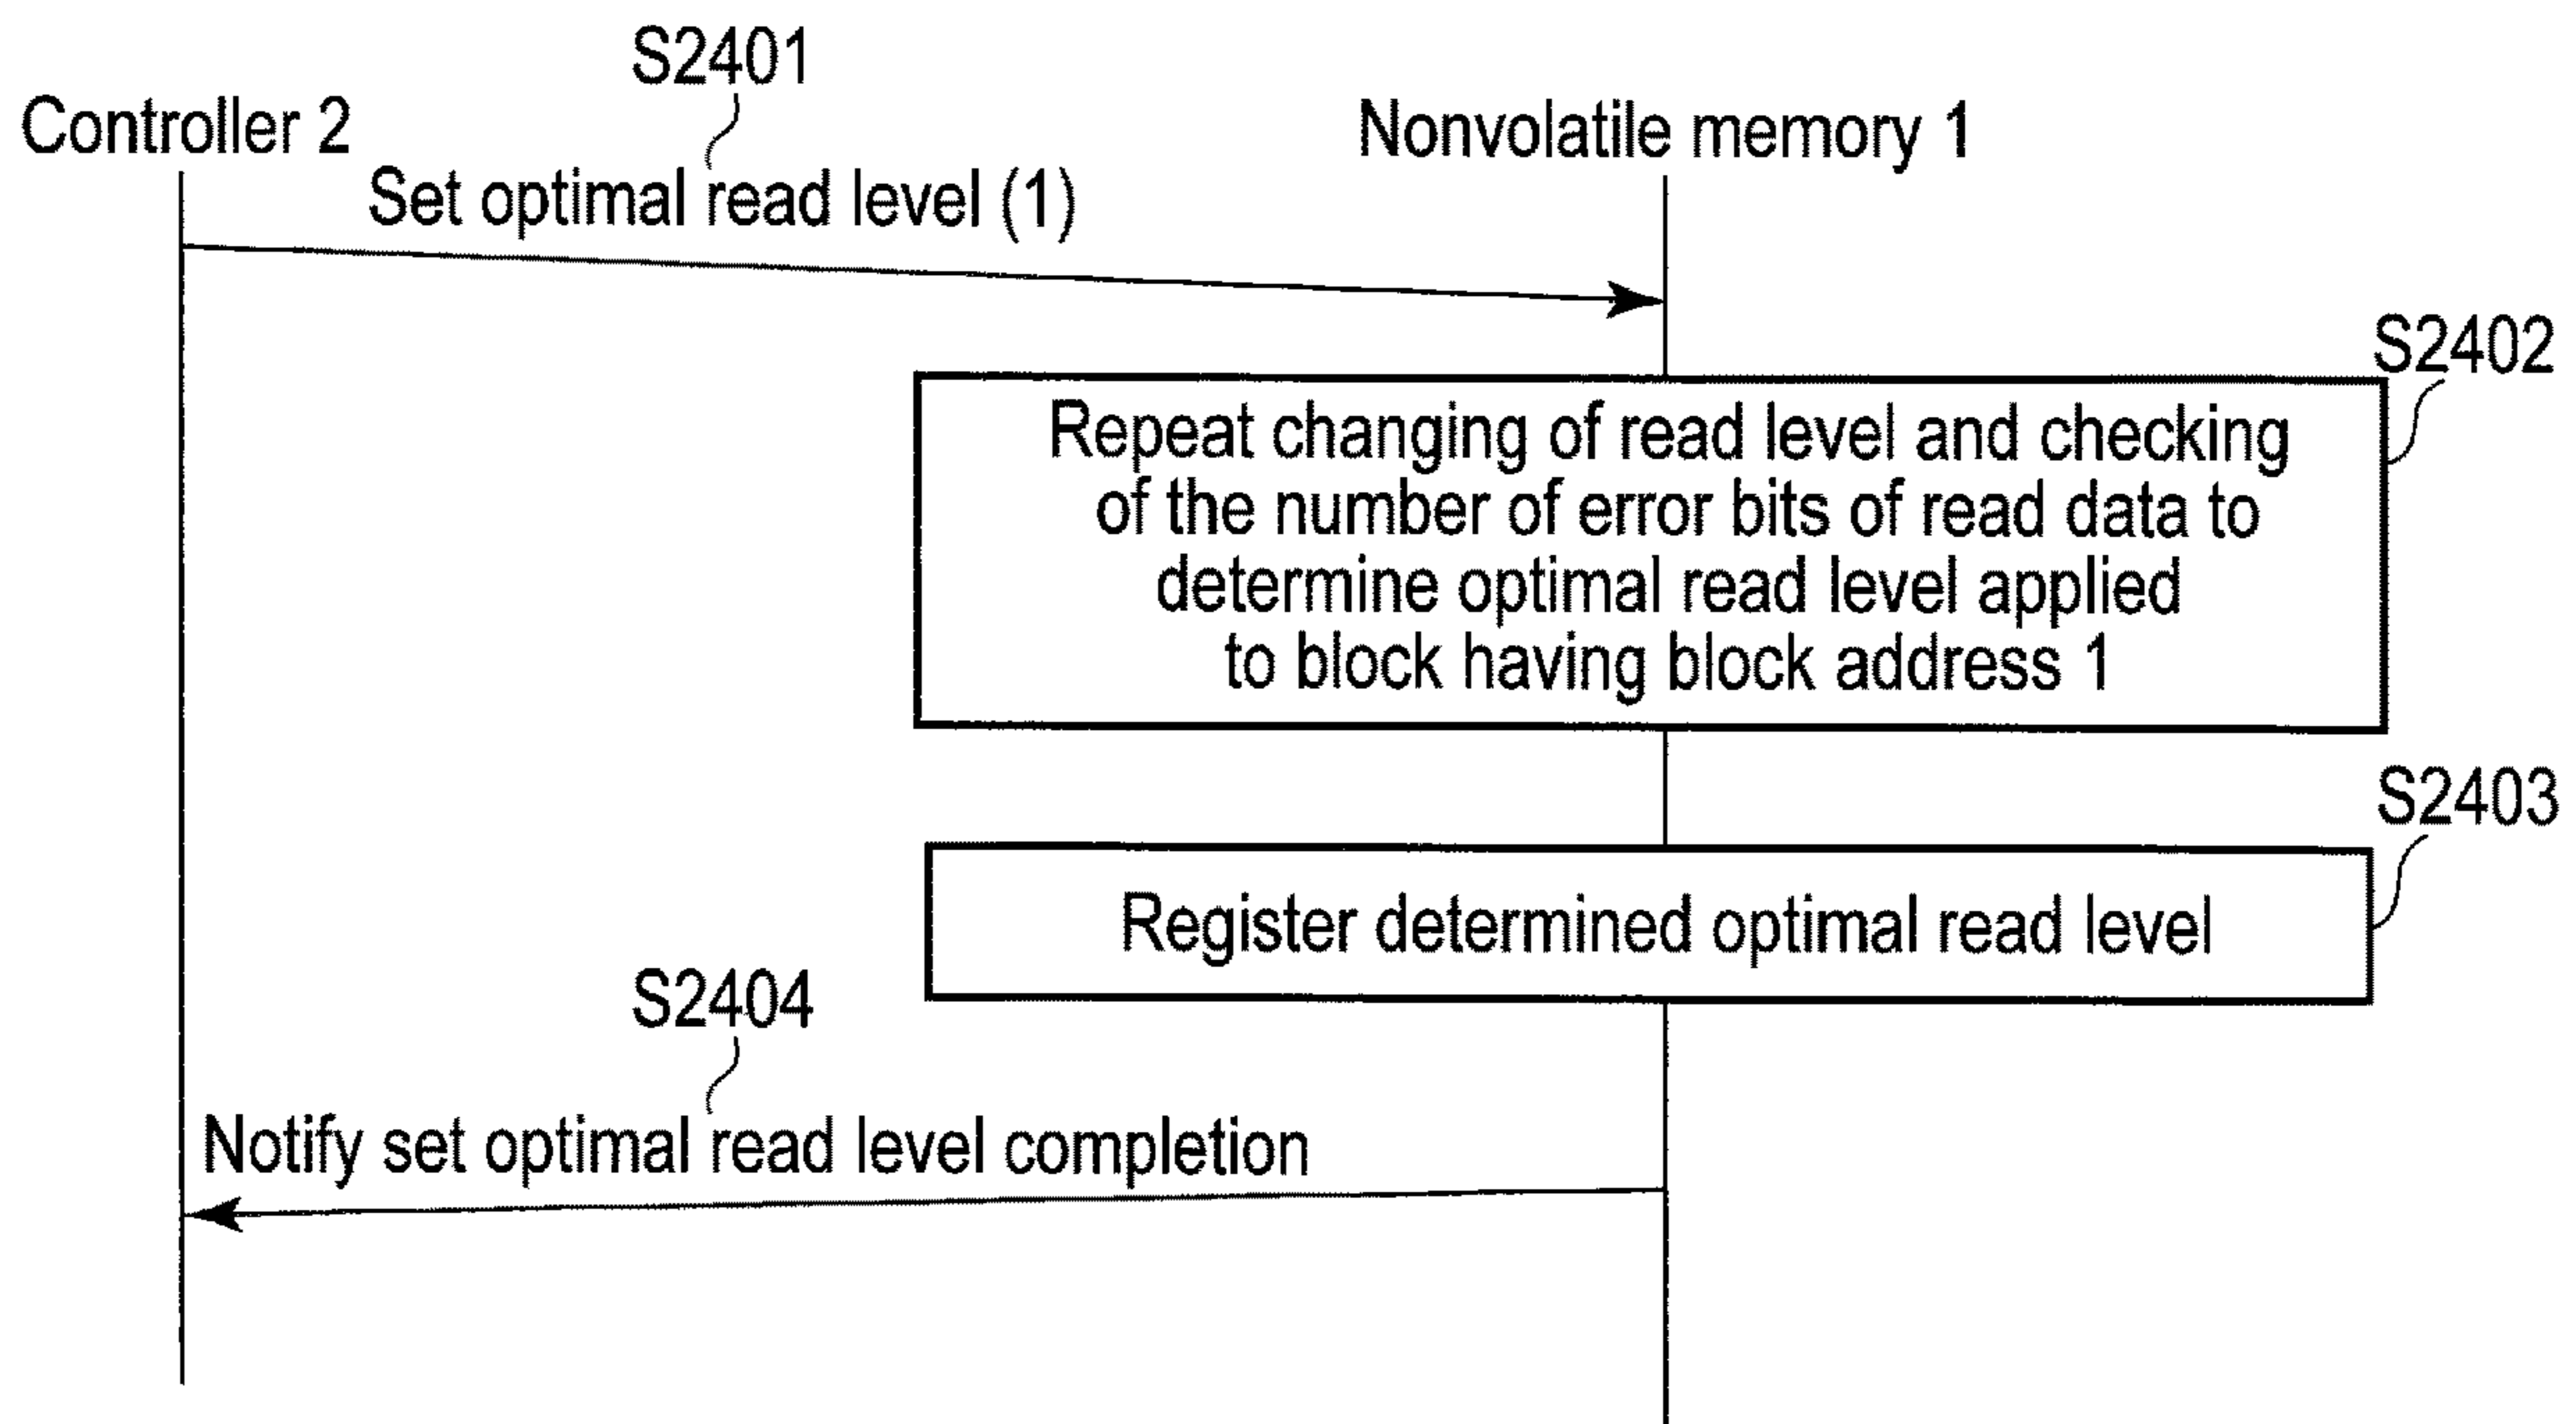 S2401
Controller 2
Nonvolatile memory 1
Set optimal read level (1)
S2402
Repeat changing of read level and checking
of the number of error bits of read data to
determine optimal read level applied
to block having block address 1
S2403
Register determined optimal read level
S2404
Notify set optimal read level completion